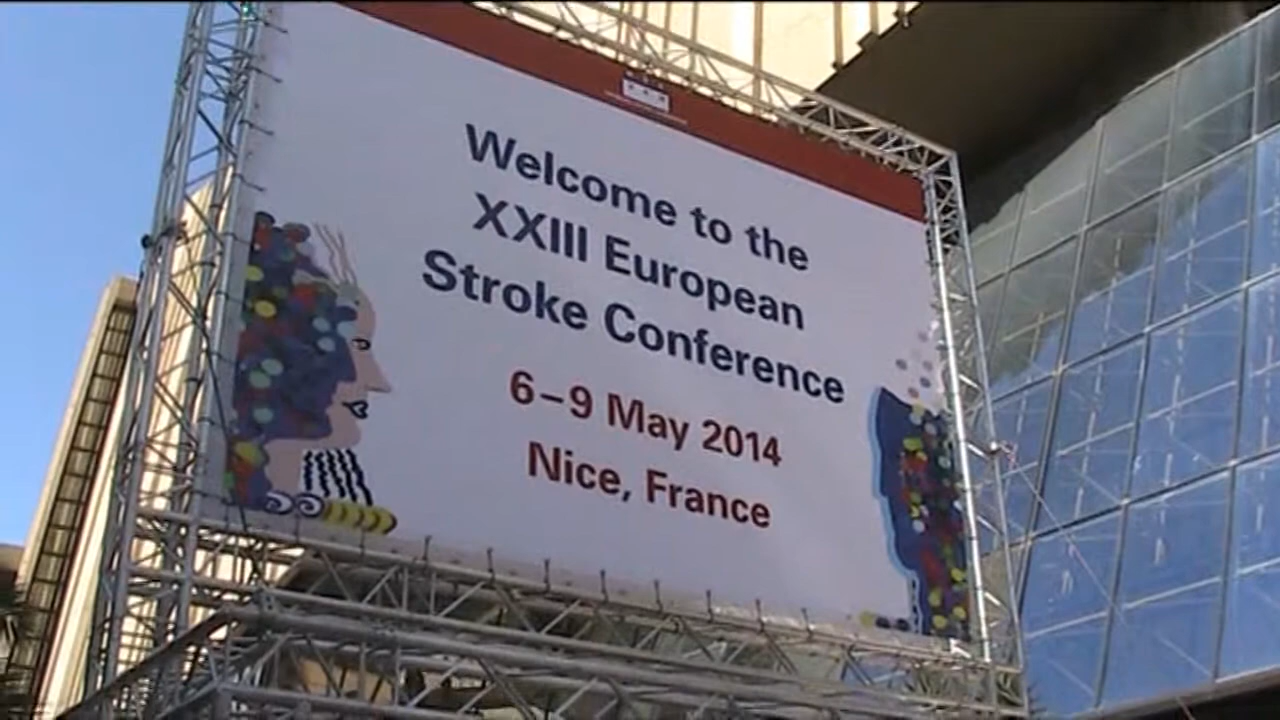 Welcome to the
XXIII European
Stroke Conference
6–9 May 2014
Nice, France